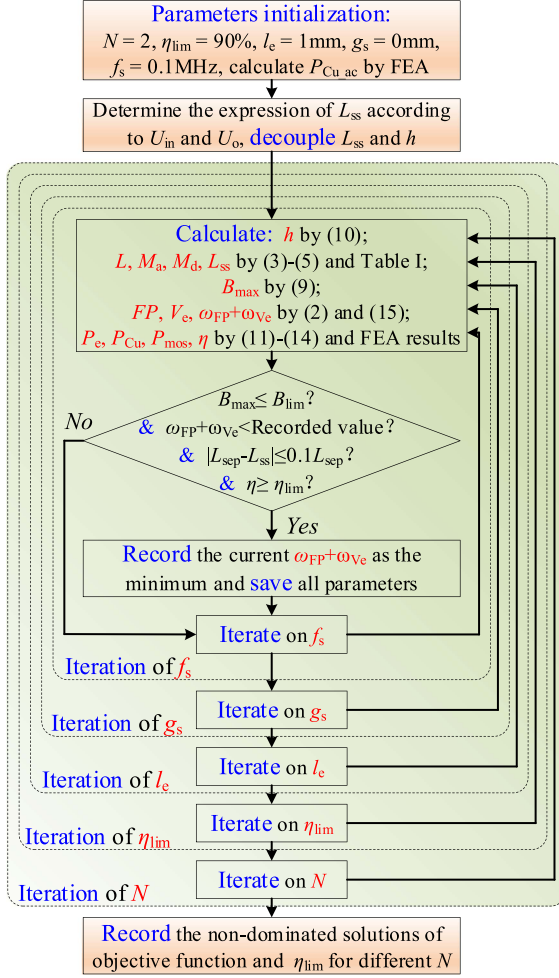 Parameters initialization:
N = 2, ηlim = 90%, le = 1mm, gs = 0mm,
fs = 0.1MHz, calculate PCu_ac by FEA
Determine the expression of Lss according
to Uin and Uo, decouple Lss and h
Calculate: h by (10);
L, Ma, Md, Lss by (3)-(5) and Table I;
Bmax by (9);
FP, Ve, ωFP+ωVe by (2) and (15);
Pe, PCu, Pmos, η by (11)-(14) and FEA results
Bmax≤ Blim?
& ωFP+ωVe<Recorded value?
& |Lsep-Lss|≤0.1Lsep?
& η≥ ηlim?
No
Yes
Record the current ωFP+ωVe as the
minimum and save all parameters
Iterate on fs
Iteration of fs
Iterate on gs
Iteration of gs
Iterate on le
Iteration of le
Iterate on ηlim
Iteration of ηlim
Iterate on N
Iteration of N
Record the non-dominated solutions of
objective function and ηlim for different N